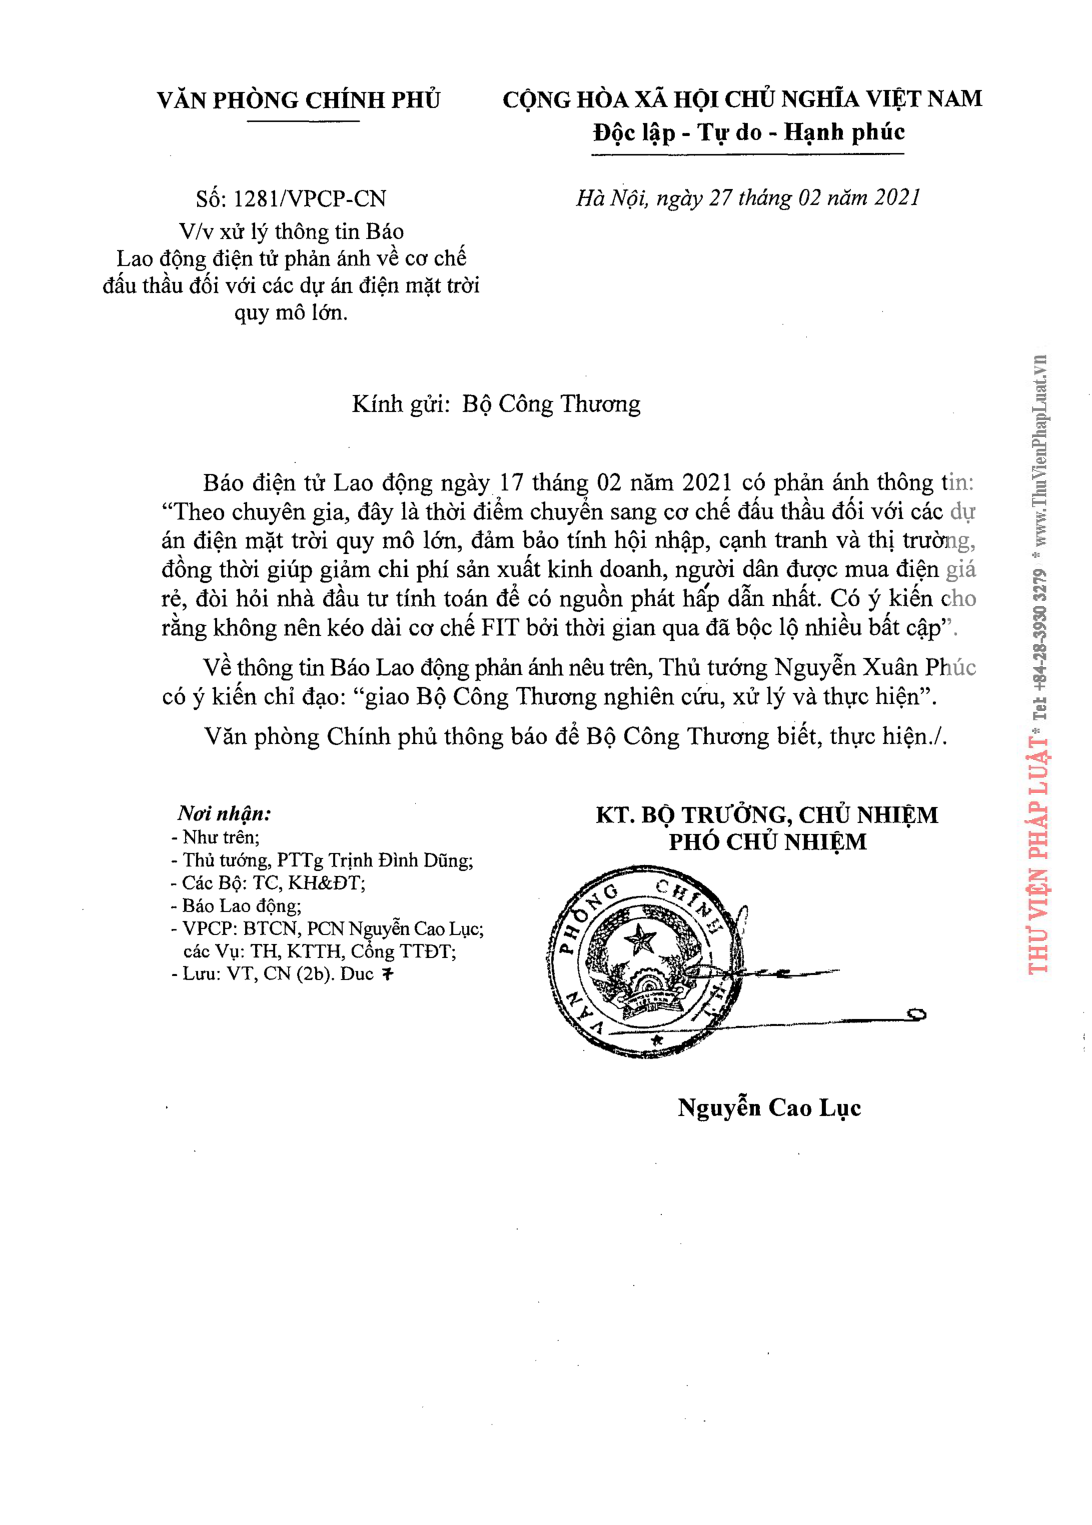 VĂN PHÒNG CHÍNH PHỦ
CỘNG HÒA XÃ HỘI CHỦ NGHĨA VIỆT NAM
Độc lập - Tự do - Hạnh phúc
Số: 1281/VPCP-CN
Hà Nội, ngày 27 tháng 02 năm 2021
V/v xử lý thông tin Báo
Lao động điện tử phản ánh về cơ chế
đấu thầu đối với các dự án điện mặt trời
quy mô lớn.
Kính gửi: Bộ Công Thương
Báo điện tử Lao động ngày 17 tháng 02 năm 2021 có phản ánh thông tin:
“Theo chuyên gia, đây là thời điểm chuyển sang cơ chế đấu thầu đối với các dự
án điện mặt trời quy mô lớn, đảm bảo tính hội nhập, cạnh tranh và thị trường,
đồng thời giúp giảm chi phí sản xuất kinh doanh, người dân được mua điện giá
rẻ, đòi hỏi nhà đầu tư tính toán để có nguồn phát hấp dẫn nhất. Có ý kiến cho
rằng không nên kéo dài cơ chế FIT bởi thời gian qua đã bộc lộ nhiều bất cập”.
Về thông tin Báo Lao động phản ánh nêu trên, Thủ tướng Nguyễn Xuân Phúc
có ý kiến chỉ đạo: “giao Bộ Công Thương nghiên cứu, xử lý và thực hiện”.
Văn phòng Chính phủ thông báo để Bộ Công Thương biết, thực hiện./.
Nơi nhận:
- Như trên;
- Thủ tướng, PTTg Trịnh Đình Dũng;
- Các Bộ: TC, KH&ĐT;
- Báo Lao động;
- VPCP: BTCN, PCN Nguyễn Cao Lục;
các Vụ: TH, KTTH, Cổng TTĐT;
- Lưu: VT, CN (2b). Duc 7
KT. BỘ TRƯỞNG, CHỦ NHIỆM
PHÓ CHỦ NHIỆM
VĂN PHÒNG CHÍNH PHỦ
Nguyễn Cao Lục
THƯ VIỆN PHÁP LUẬT * Tel: +84-28-3930 3279 * www.ThuVienPhapLuat.vn